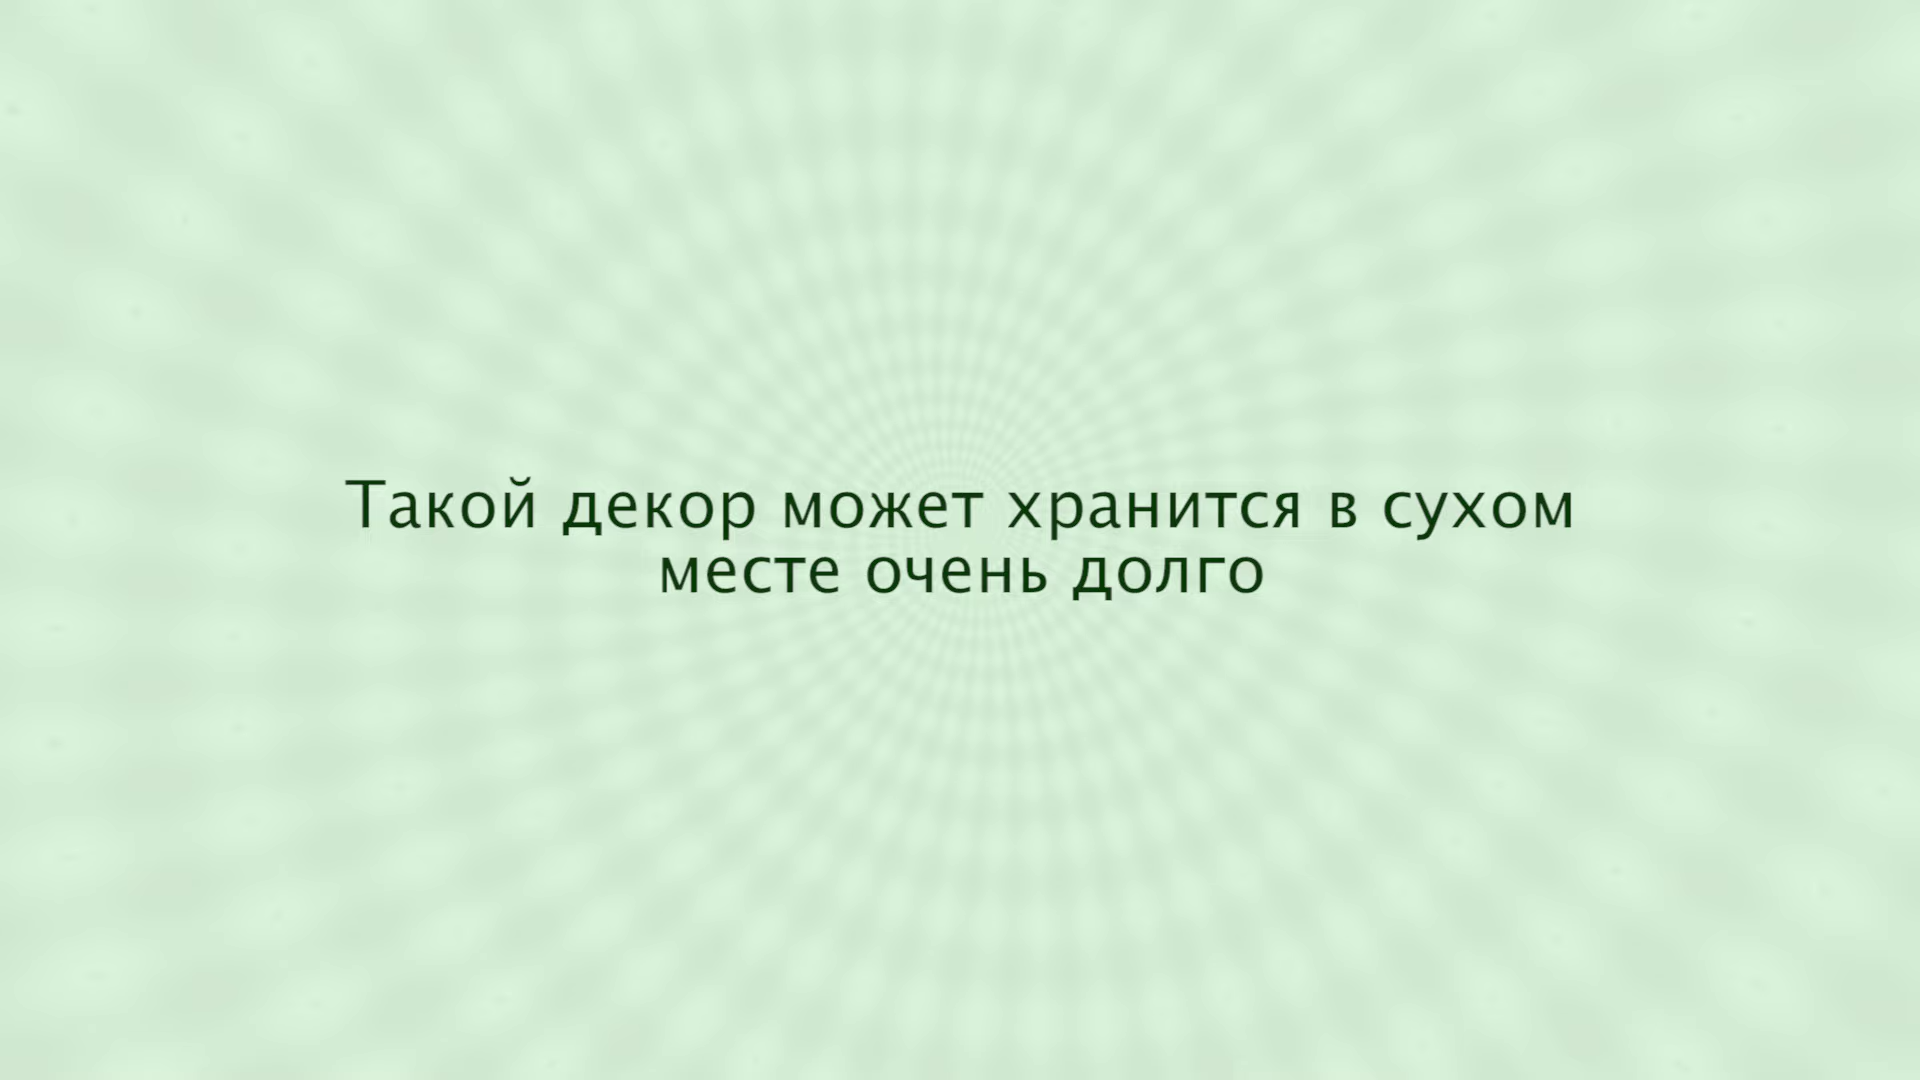 Такой декор может хранится в сухом
месте очень долго